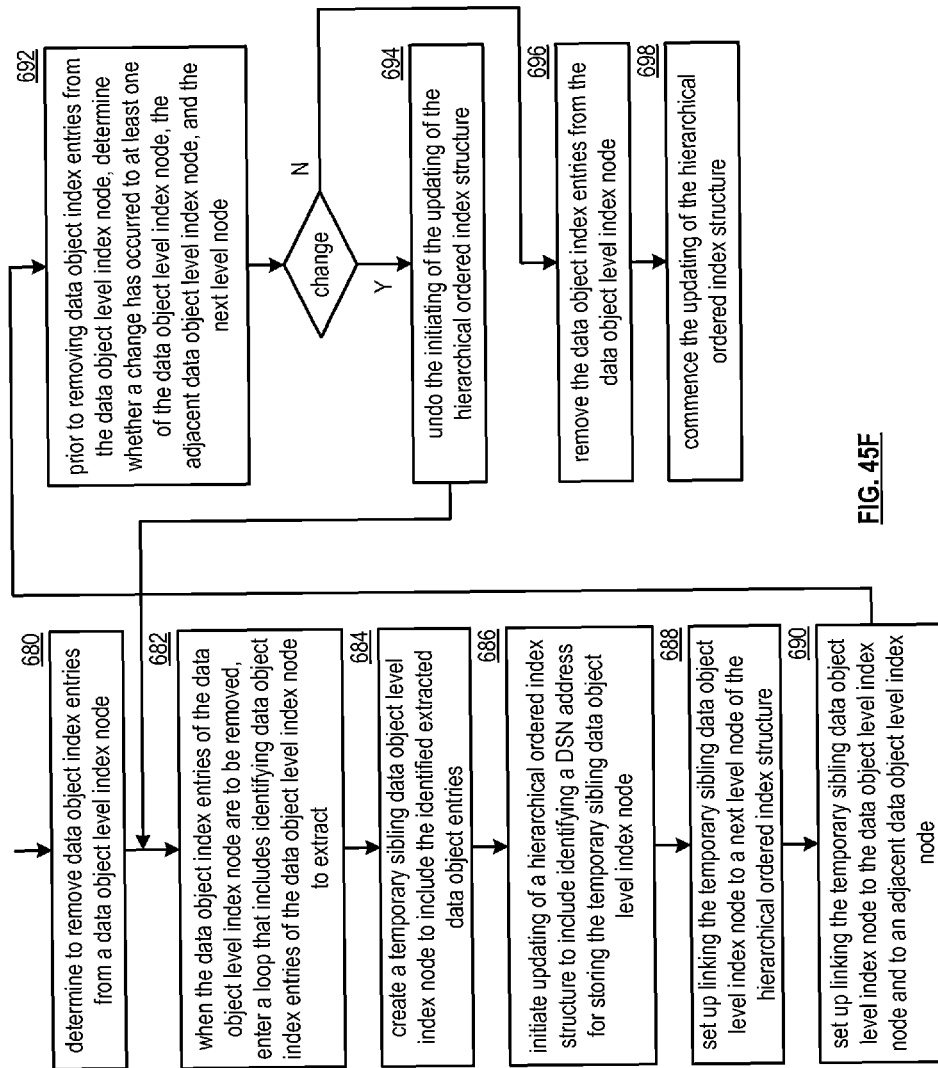 680
determine to remove data object index entries
from a data object level index node
682
when the data object index entries of the data
object level index node are to be removed,
enter a loop that includes identifying data object
index entries of the data object level index node
to extract
684
create a temporary sibling data object level
index node to include the identified extracted
data object entries
686
initiate updating of a hierarchical ordered index
structure to include identifying a DSN address
for storing the temporary sibling data object
level index node
688
set up linking the temporary sibling data object
level index node to a next level node of the
hierarchical ordered index structure
690
set up linking the temporary sibling data object
level index node to the data object level index
node and to an adjacent data object level index
node
692
prior to removing data object index entries from
the data object level index node, determine
whether a change has occurred to at least one
of the data object level index node, the
adjacent data object level index node, and the
next level node
change
N
Y
694
undo the initiating of the updating of the
hierarchical ordered index structure
696
remove the data object index entries from the
data object level index node
698
commence the updating of the hierarchical
ordered index structure
FIG. 45F